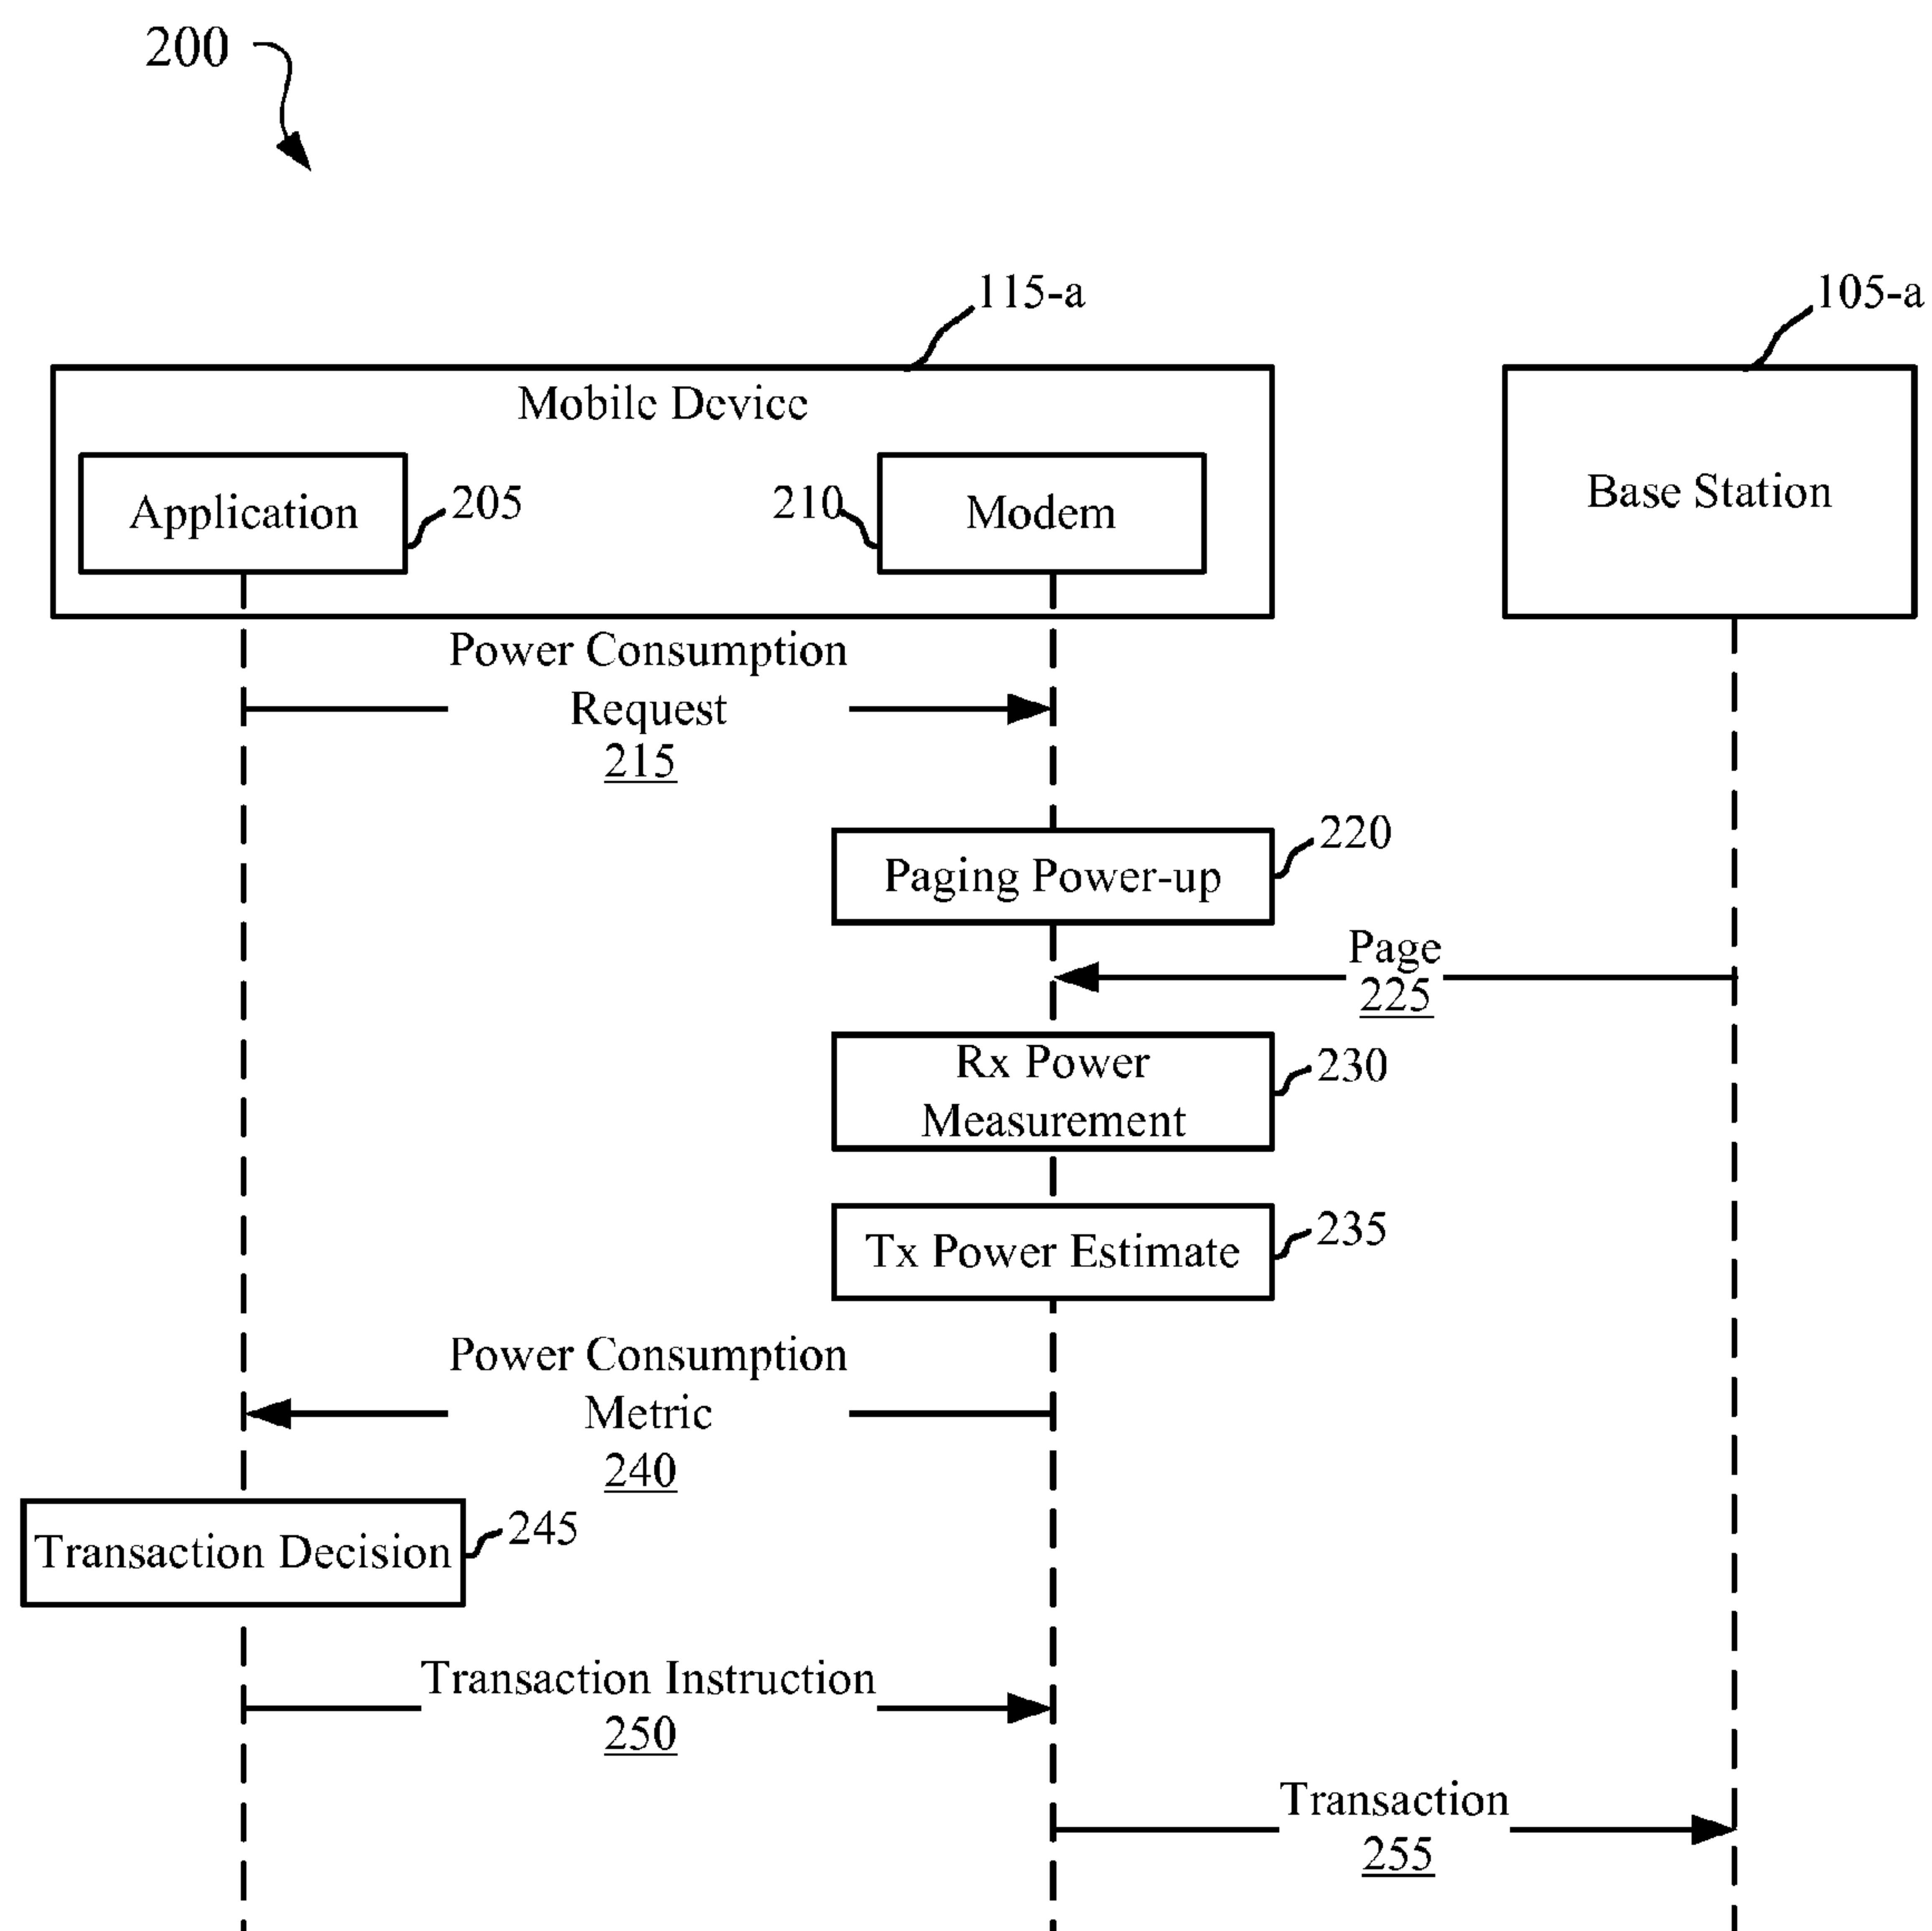 200
115-a
105-a
Mobile Device
Application
205
210
Modem
Base Station
Power Consumption
Request
215
Paging Power-up
220
Page
225
Rx Power
Measurement
230
Tx Power Estimate
235
Power Consumption
Metric
240
Transaction Decision
245
Transaction Instruction
250
Transaction
255